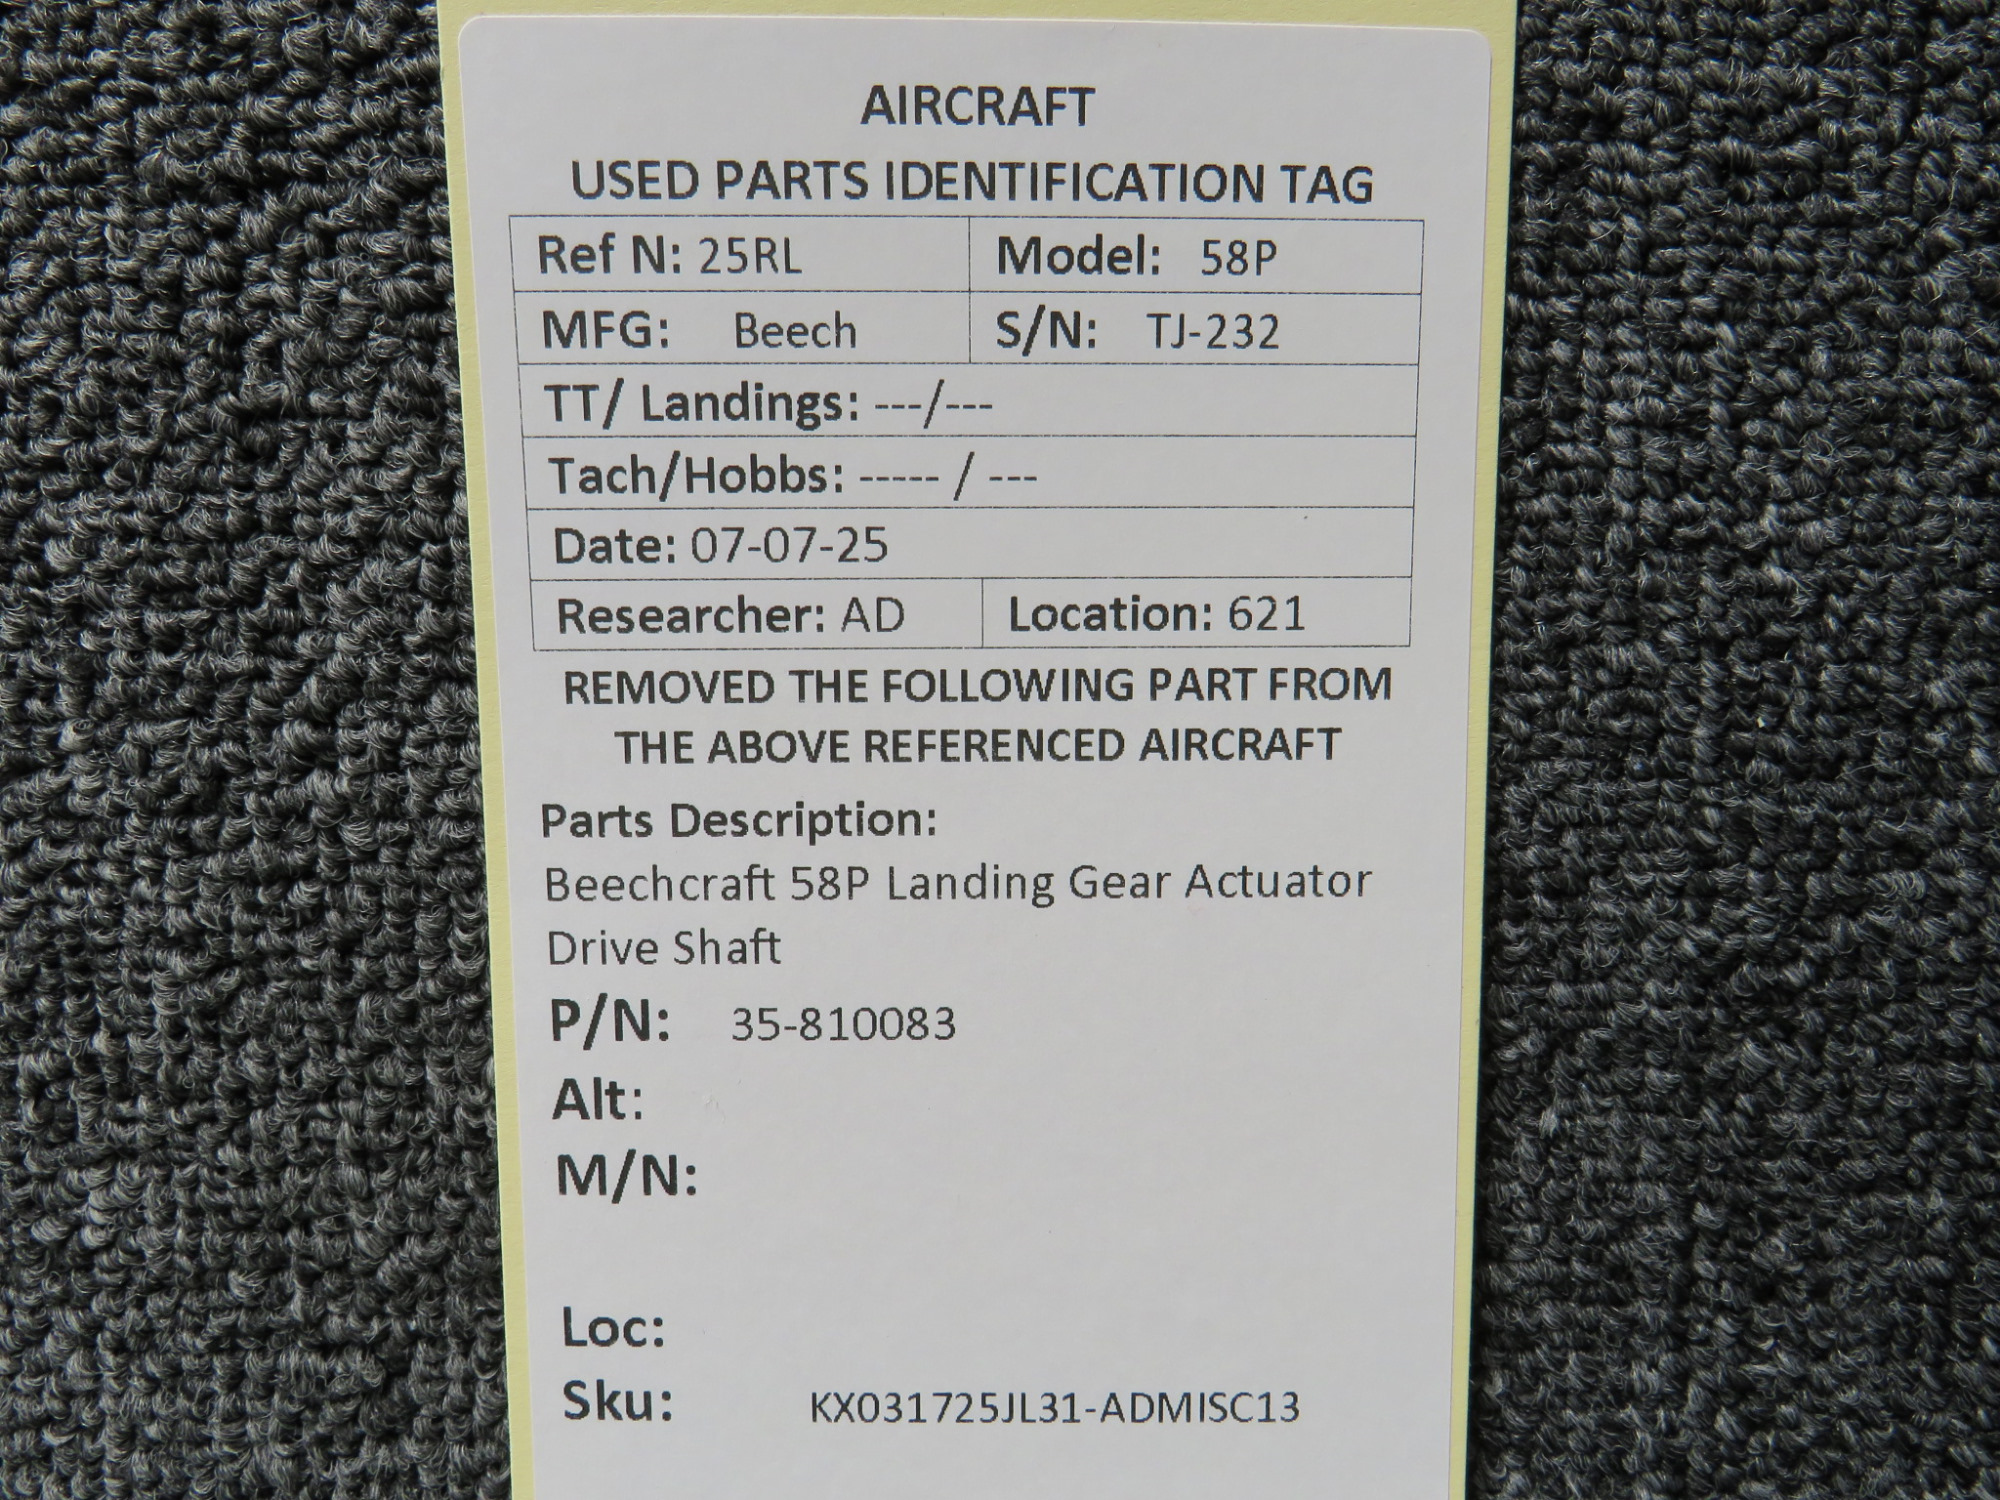 AIRCRAFT
USED PARTS IDENTIFICATION TAG
Ref N: 25RL Model: 58P
MFG: Beech S/N: TJ-232
TT/ Landings: ---/---
Tach/Hobbs: ----- / ---
Date: 07-07-25
Researcher: AD Location: 621
REMOVED THE FOLLOWING PART FROM
THE ABOVE REFERENCED AIRCRAFT
Parts Description:
Beechcraft 58P Landing Gear Actuator
Drive Shaft
P/N: 35-810083
Alt:
M/N:
Loc:
Sku: KX031725JL31-ADMISC13